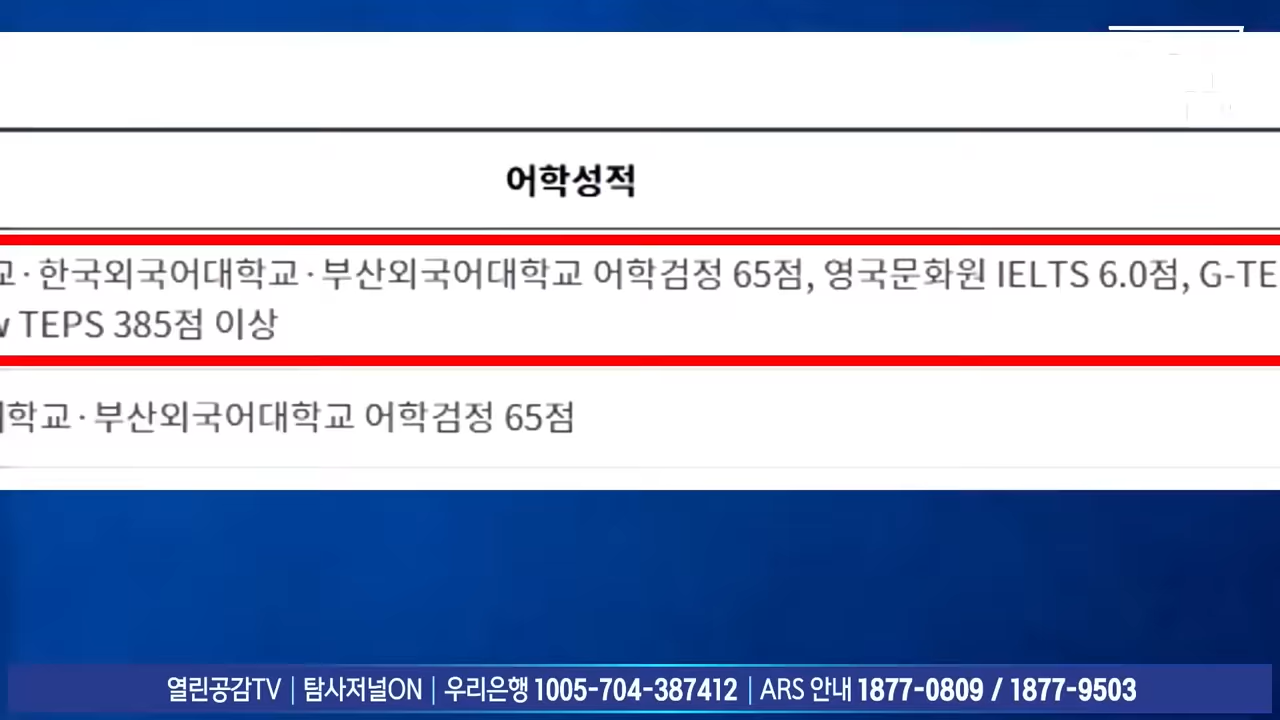 어학성적
교·한국외국어대학교·부산외국어대학교 어학검정 65점, 영국문화원 IELTS 6.0점, G-TE
TEPS 385점 이상
학교·부산외국어대학교 어학검정 65점
열린공감TV | 탐사저널ON | 우리은행 1005-704-387412 | ARS 안내 1877-0809 / 1877-9503